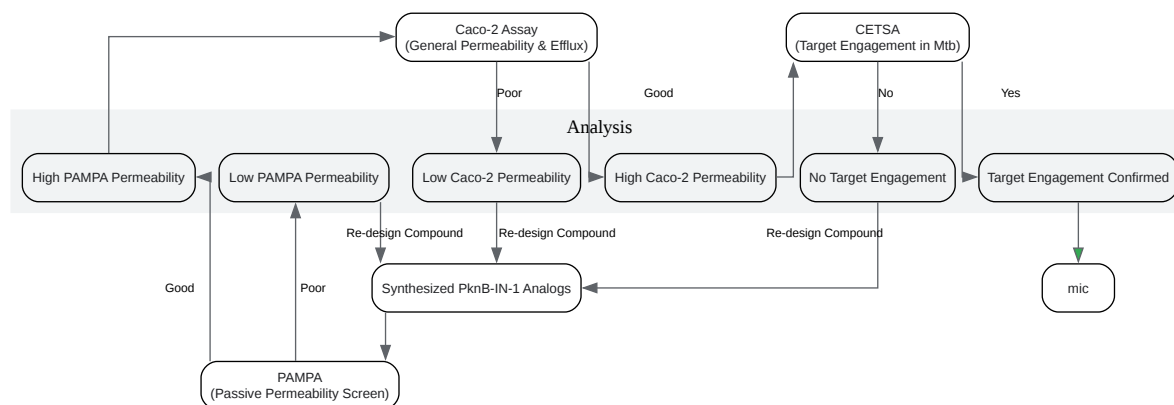 Caco-2 Assay
(General Permeability & Efflux)
CETSA
(Target Engagement in Mtb)
Poor
Good
No
Yes
Analysis
High PAMPA Permeability
Low PAMPA Permeability
Low Caco-2 Permeability
High Caco-2 Permeability
No Target Engagement
Target Engagement Confirmed
Re-design Compound
Re-design Compound
Re-design Compound
Good
Poor
Synthesized PknB-IN-1 Analogs
mic
PAMPA
(Passive Permeability Screen)